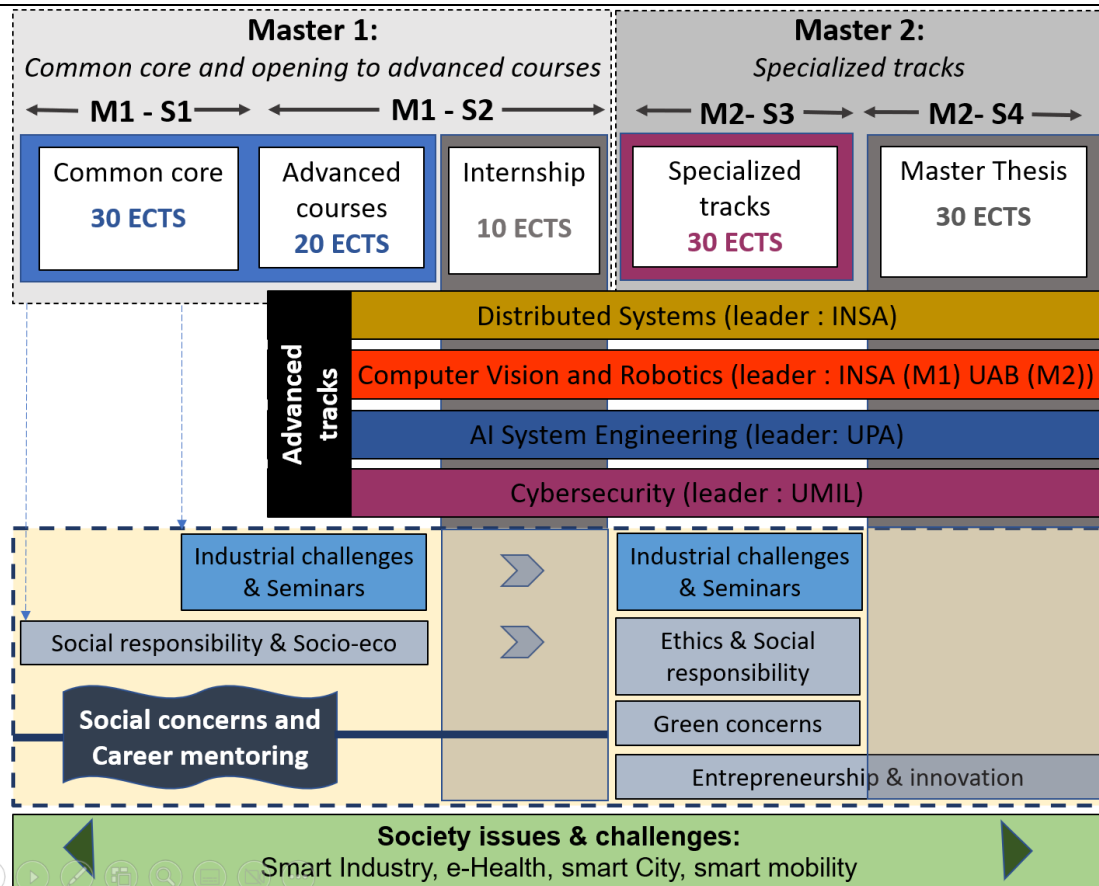 Master 1:
Common core and opening to advanced courses
Master 2:
Specialized tracks
M1 - S1
M1 - S2
M2- S3
M2- S4
Common core
30 ECTS
Advanced
courses
20 ECTS
Internship
10 ECTS
Specialized
tracks
30 ECTS
Master Thesis
30 ECTS
Advanced
tracks
Distributed Systems (leader : INSA)
Computer Vision and Robotics (leader : INSA (M1) UAB (M2))
AI System Engineering (leader: UPA)
Cybersecurity (leader : UMIL)
Industrial challenges
& Seminars
Industrial challenges
& Seminars
Social responsibility & Socio-eco
Ethics & Social
responsibility
Social concerns and
Career mentoring
Green concerns
Entrepreneurship & innovation
Society issues & challenges:
Smart Industry, e-Health, smart City, smart mobility